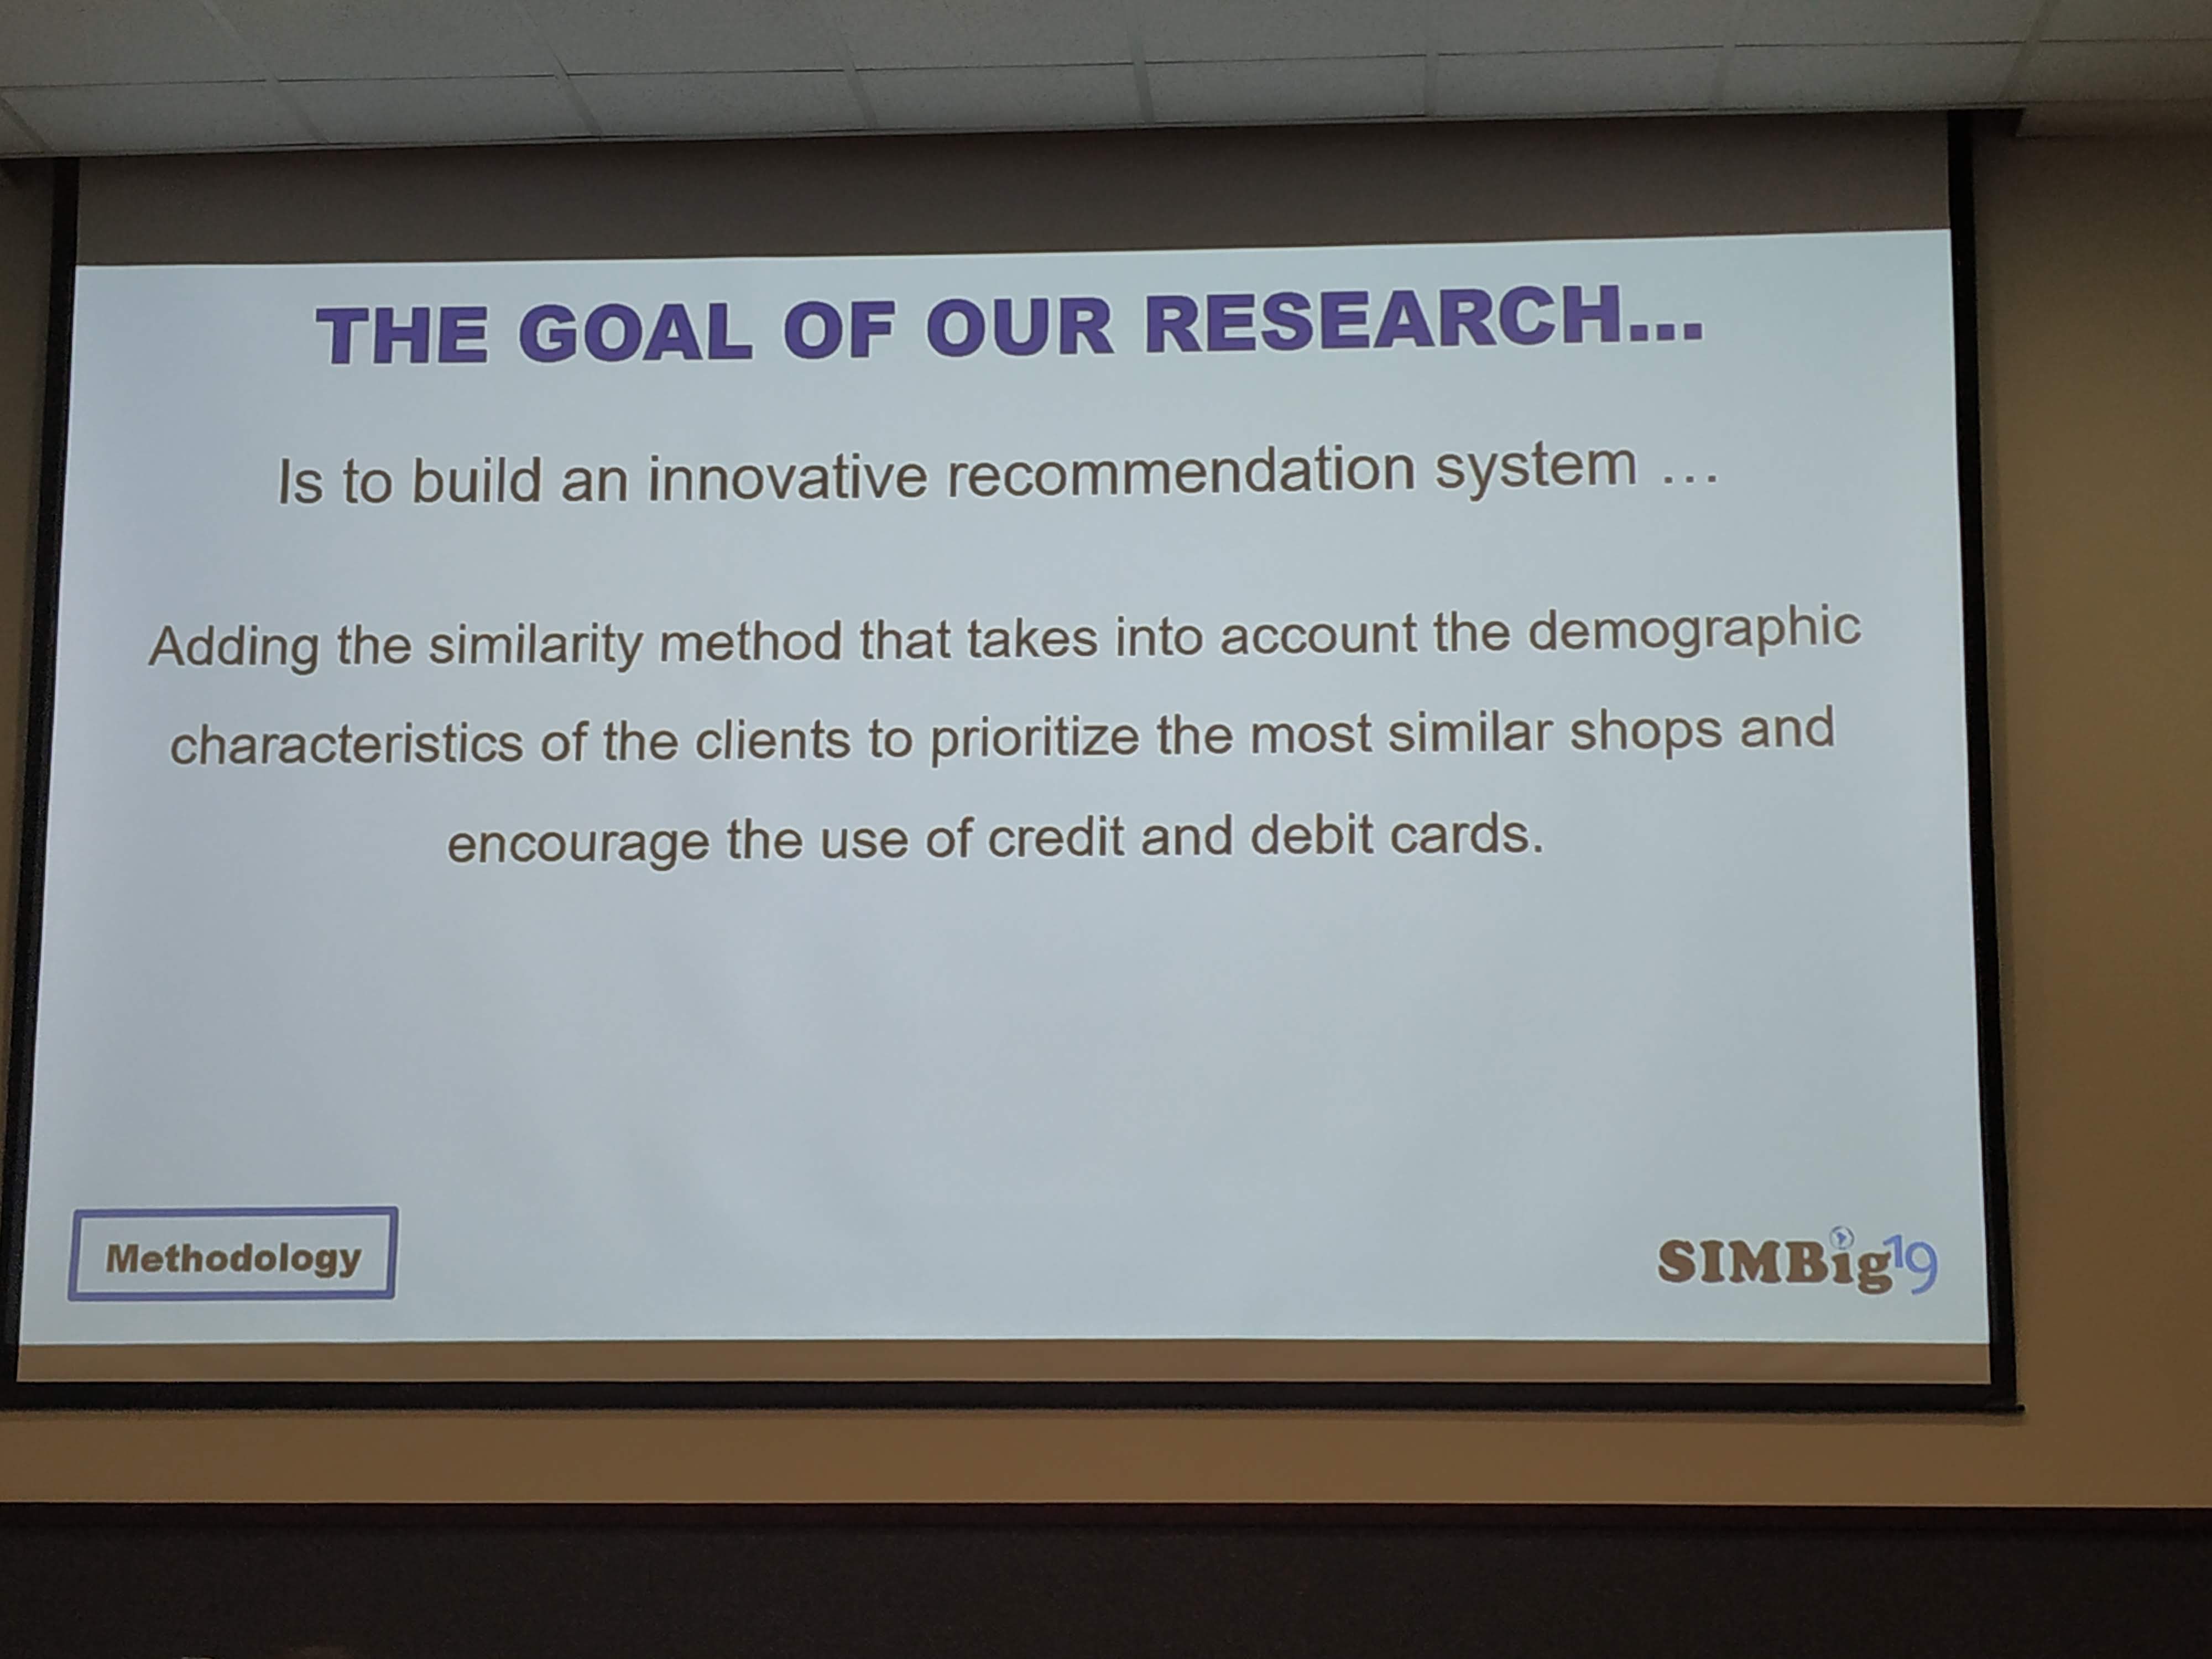 THE GOAL OF OUR RESEARCH...
Is to build an innovative recommendation system ...
Adding the similarity method that takes into account the demographic
characteristics of the clients to prioritize the most similar shops and
encourage the use of credit and debit cards.
Methodology
SIMBig19